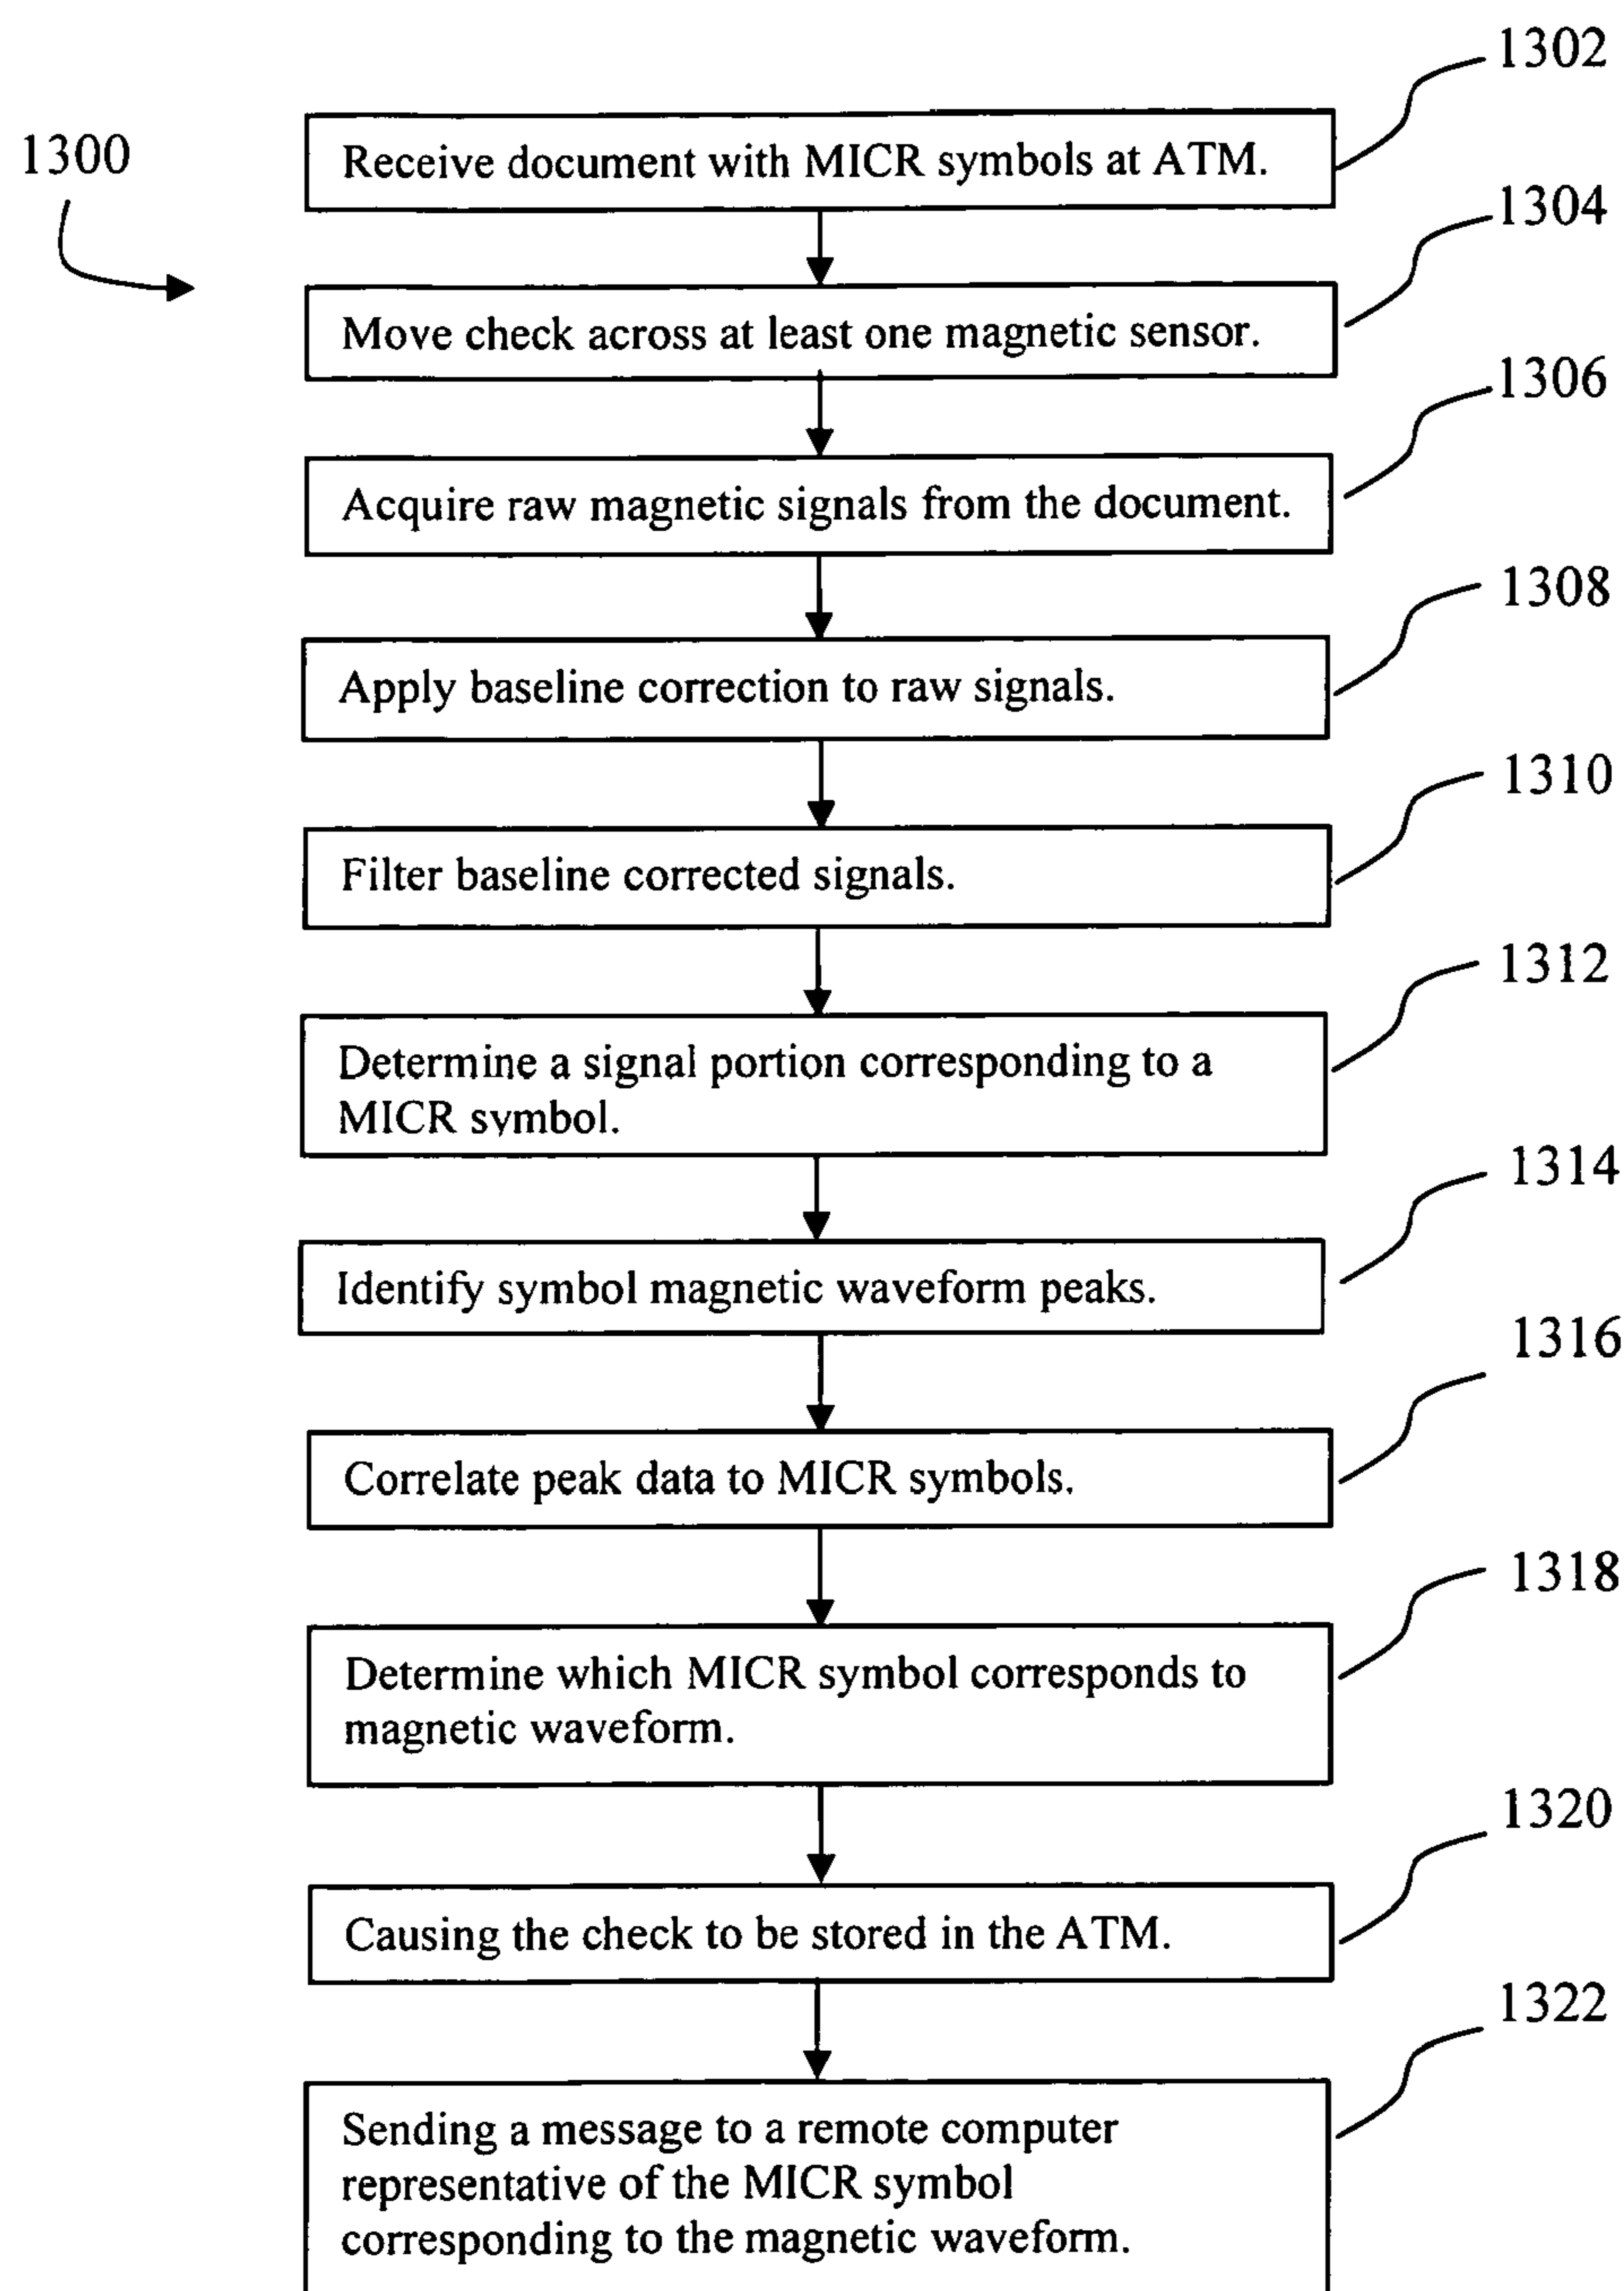 1302
1300
Receive document with MICR symbols at ATM.
1304
Move check across at least one magnetic sensor.
1306
Acquire raw magnetic signals from the document.
1308
Apply baseline correction to raw signals.
1310
Filter baseline corrected signals.
1312
Determine a signal portion corresponding to a
MICR symbol.
1314
Identify symbol magnetic waveform peaks.
1316
Correlate peak data to MICR symbols.
1318
Determine which MICR symbol corresponds to
magnetic waveform.
1320
Causing the check to be stored in the ATM.
1322
Sending a message to a remote computer
representative of the MICR symbol
corresponding to the magnetic waveform.